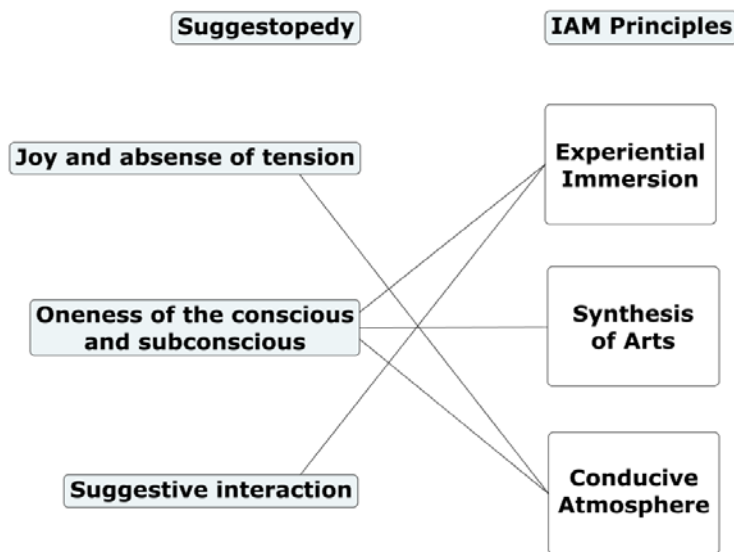 Suggestopedy
IAM Principles
Joy and absense of tension
Experiential
Immersion
Oneness of the conscious
and subconscious
Synthesis
of Arts
Suggestive interaction
Conducive
Atmosphere